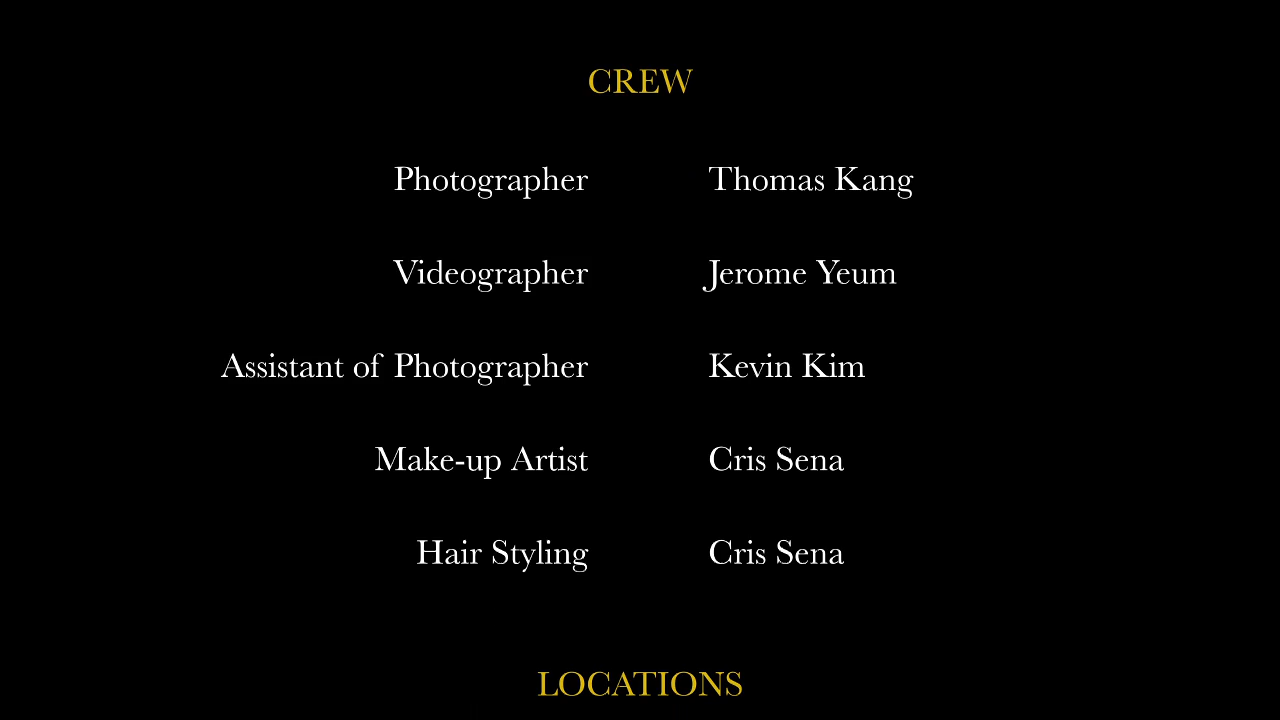 CREW
Photographer Thomas Kang
Videographer Jerome Yeum
Assistant of Photographer Kevin Kim
Make-up Artist Cris Sena
Hair Styling Cris Sena
LOCATIONS